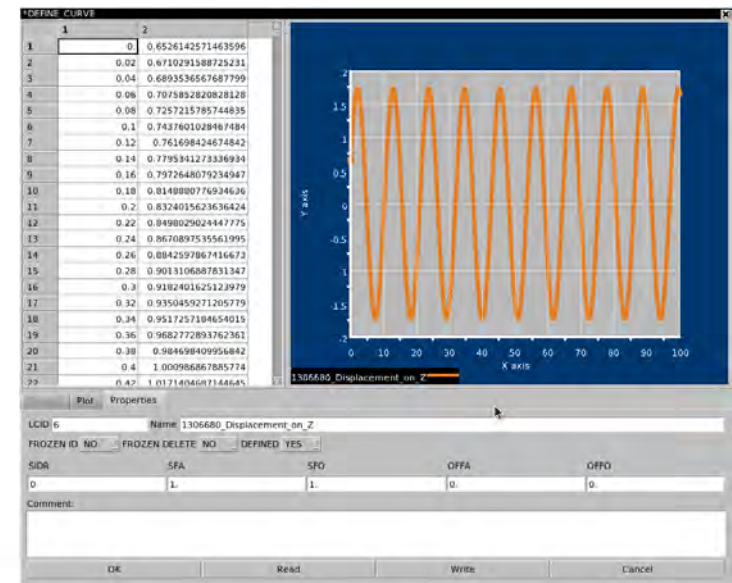 *DEFINE_CURVE
1 2
1 0. 0.6526142571463596
2 0.02 0.6710291588725231
3 0.04 0.6893536567687799
4 0.06 0.7075852820828128
5 0.08 0.7257215785744835
6 0.1 0.7437601028467484
7 0.12 0.761698424674842
8 0.14 0.7795341273336934
9 0.16 0.7972648079234947
10 0.18 0.8148880776934636
11 0.2 0.8324015623636424
12 0.22 0.8498029024447775
13 0.24 0.8670897535561995
14 0.26 0.8842597867416673
15 0.28 0.9013106887831347
16 0.3 0.9182401625123979
17 0.32 0.9350459271205779
18 0.34 0.9517257184654015
19 0.36 0.9682772893762361
20 0.38 0.984698409956842
21 0.4 1.000986867885774
22 0.42 1.0171404687144645
2
1.5
1
0.5
0
-0.5
1
1.5
-2
Y axis
0 10 20 30 40 50 60 70 80 90 100
X axis
1306680_Displacement_on_Z
Plot Properties
LCID 6 Name 1306680_Displacement_on_Z
FROZEN ID NO FROZEN DELETE NO DEFINED YES
SIDR SFA SFO OFFA OFFO
0 1. 1. 0. 0.
Comment:
OK Read Write Cancel